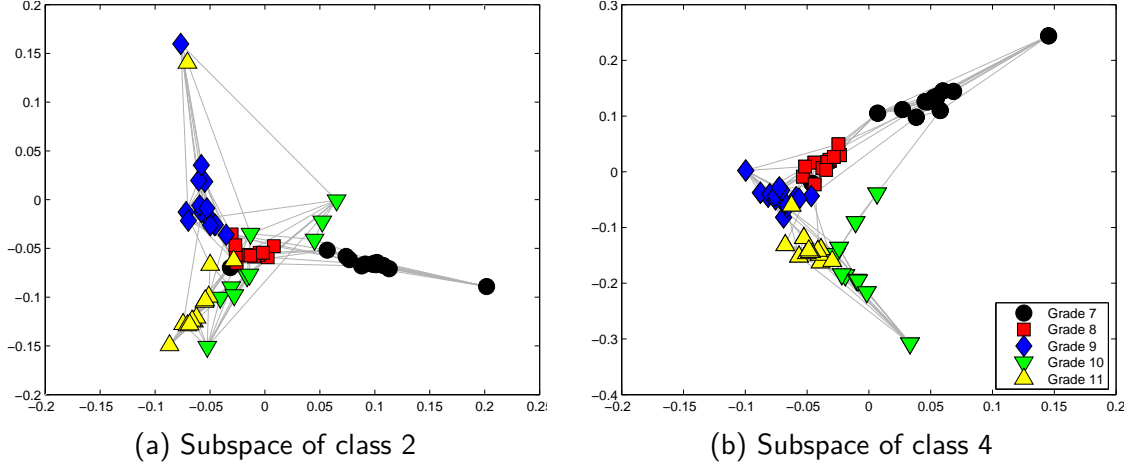 0.2
0.15
0.1
0.05
0
−0.05
−0.1
−0.15
−0.2
−0.2 −0.15 −0.1 −0.05 0 0.05 0.1 0.15 0.2 0.25
(a) Subspace of class 2
0.3
0.2
0.1
0
−0.1
−0.2
−0.3
−0.4
−0.2 −0.15 −0.1 −0.05 0 0.05 0.1 0.15 0.2
Grade 7
Grade 8
Grade 9
Grade 10
Grade 11
(b) Subspace of class 4